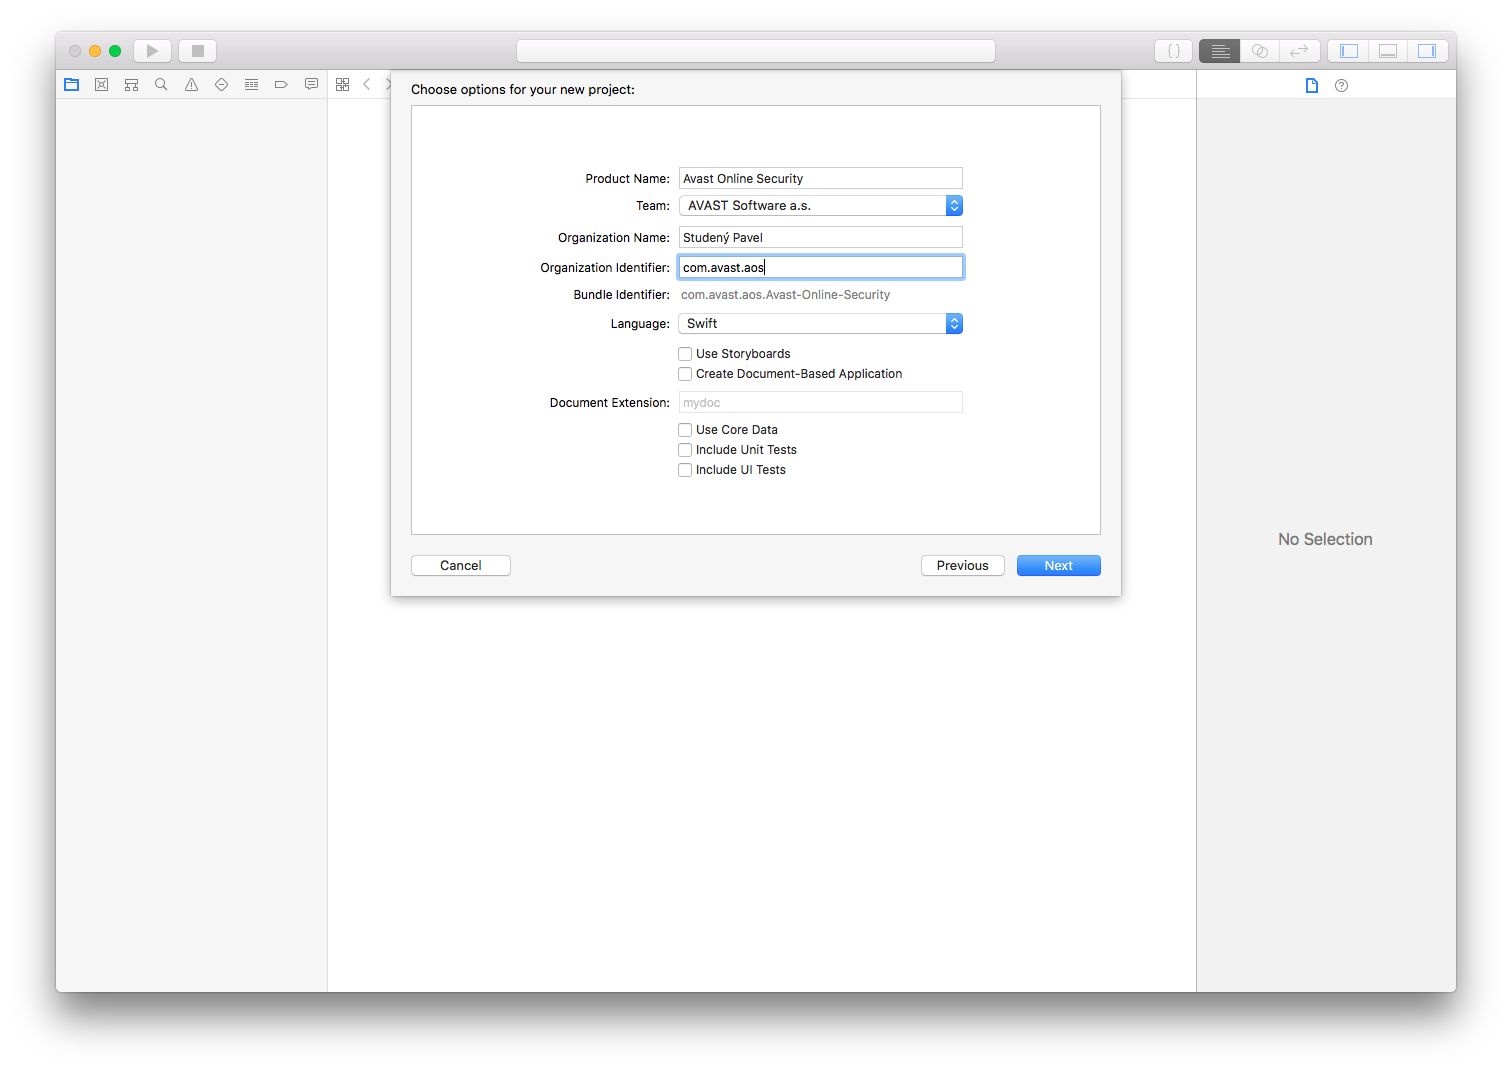 Choose options for your new project:
Product Name: Avast Online Security
Team: AVAST Software a.s.
Organization Name: Studený Pavel
Organization Identifier: com.avast.aos
Bundle Identifier: com.avast.aos.Avast-Online-Security
Language: Swift
Use Storyboards
Create Document-Based Application
Document Extension: mydoc
Use Core Data
Include Unit Tests
Include UI Tests
No Selection
Cancel Previous Next